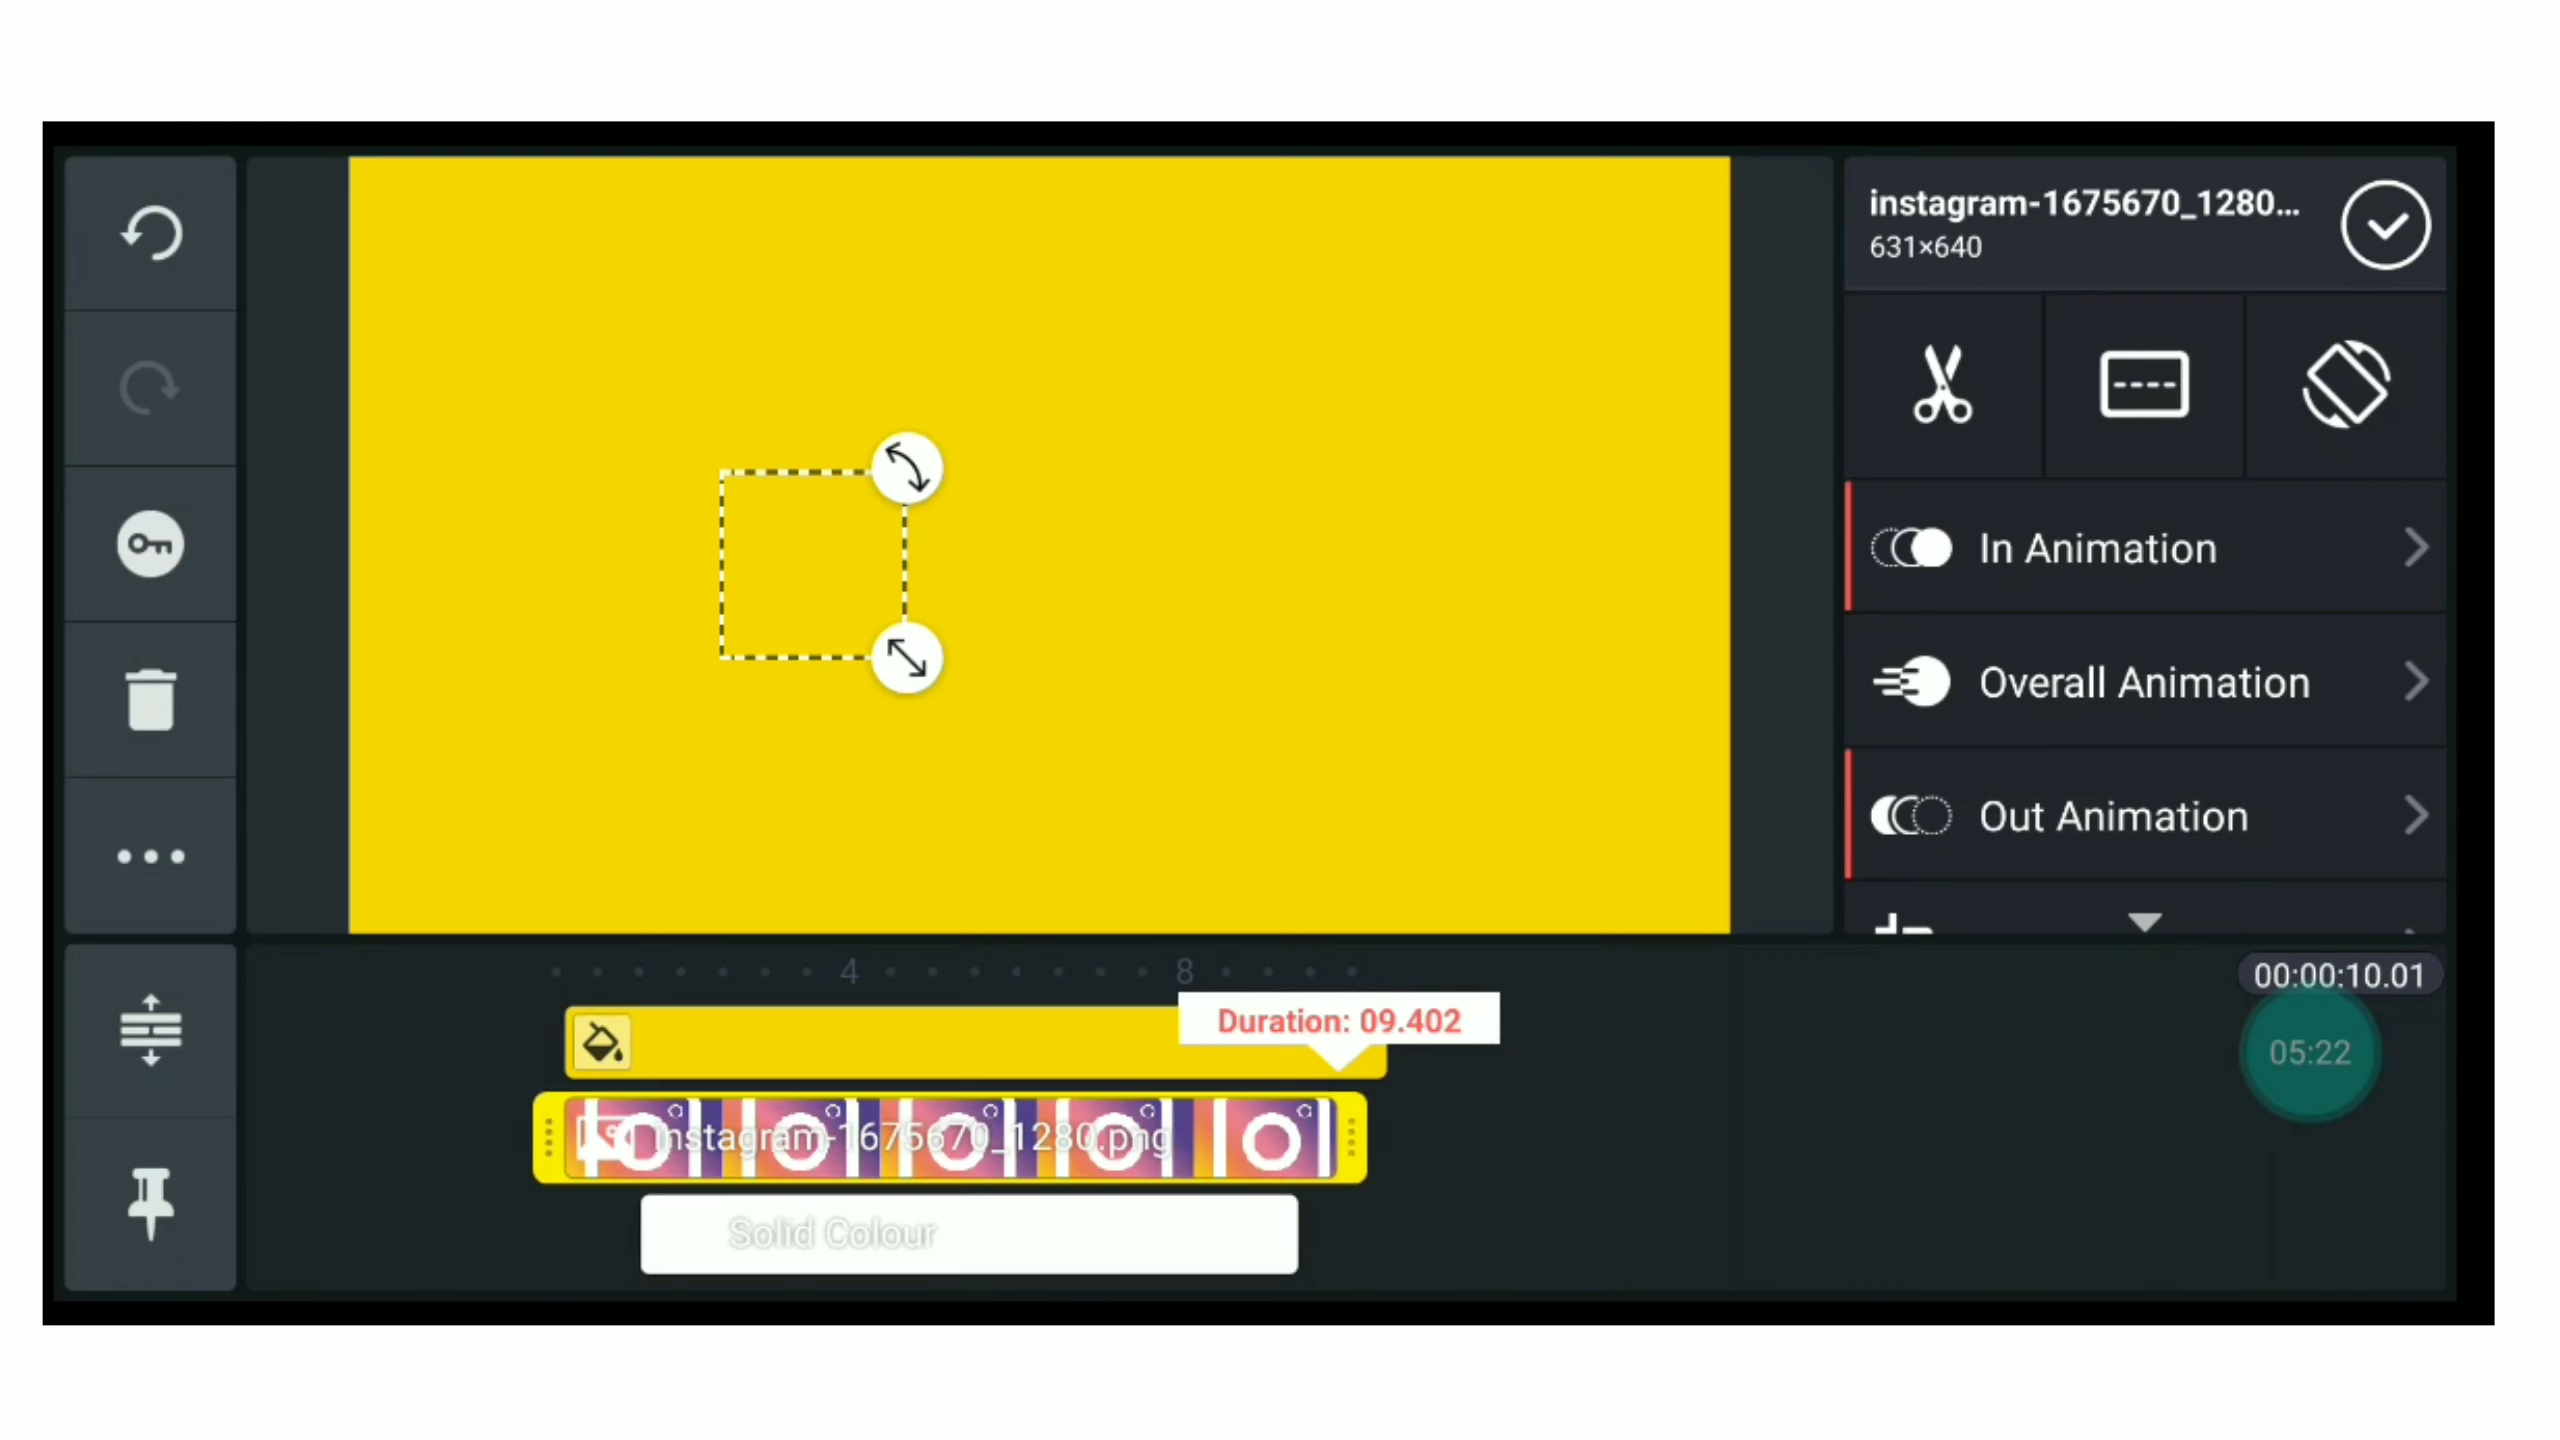 instagram-1675670_1280...
631×640
In Animation
Overall Animation
Out Animation
4
8
00:00:10.01
Duration: 09.402
05:22
instagram-1675670_1280.png
Solid Colour